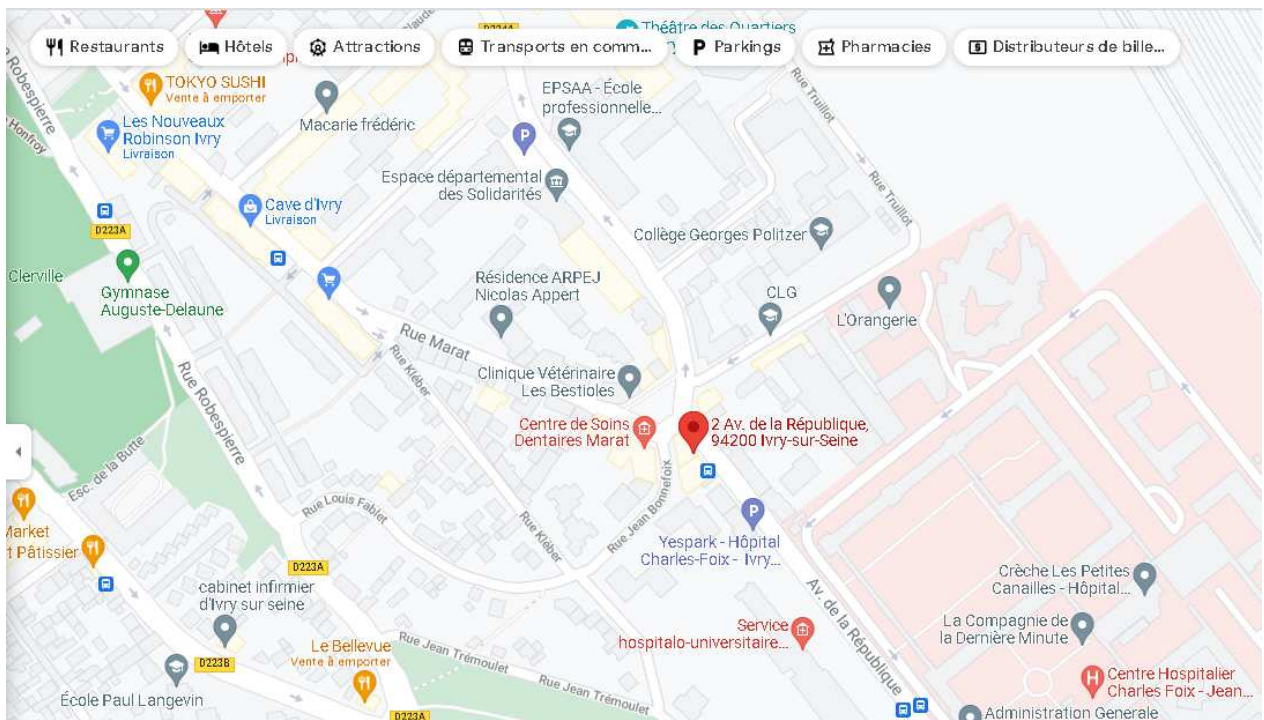 Théâtre des Quartiers
D224A
Restaurants
Hôtels
Attractions
Transports en comm...
Parkings
Pharmacies
Distributeurs de bille...
TOKYO SUSHI
Vente à emporter
Les Nouveaux
Robinson Ivry
Livraison
Macarie frédéric
EPSAA - École
professionnelle...
Rue Truillot
Rue Robespierre
Honfroy
Espace départemental
des Solidarités
Rue Truillot
Cave d'Ivry
Livraison
D223A
Collège Georges Politzer
Clerville
Gymnase
Auguste-Delaune
Résidence ARPEJ
Nicolas Appert
CLG
L'Orangerie
Rue Marat
Rue Kléber
Clinique Vétérinaire
Les Bestioles
Rue Robespierre
Centre de Soins
Dentaires Marat
2 Av. de la République,
94200 Ivry-sur-Seine
Esc. de la Butte
Rue Louis Fablet
Rue Kléber
Rue Jean Bonnefoix
Market
t Pâtissier
Yespark - Hôpital
Charles-Foix - Ivry...
D223A
cabinet infirmier
d'Ivry sur seine
Crèche Les Petites
Canailles - Hôpital...
Av. de la République
La Compagnie de
la Dernière Minute
Service
hospitalo-universitaire...
Le Bellevue
Vente à emporter
Rue Jean Trémoulet
D223B
Rue Jean Trémoulet
Centre Hospitalier
Charles Foix - Jean...
École Paul Langevin
D223A
Administration Generale